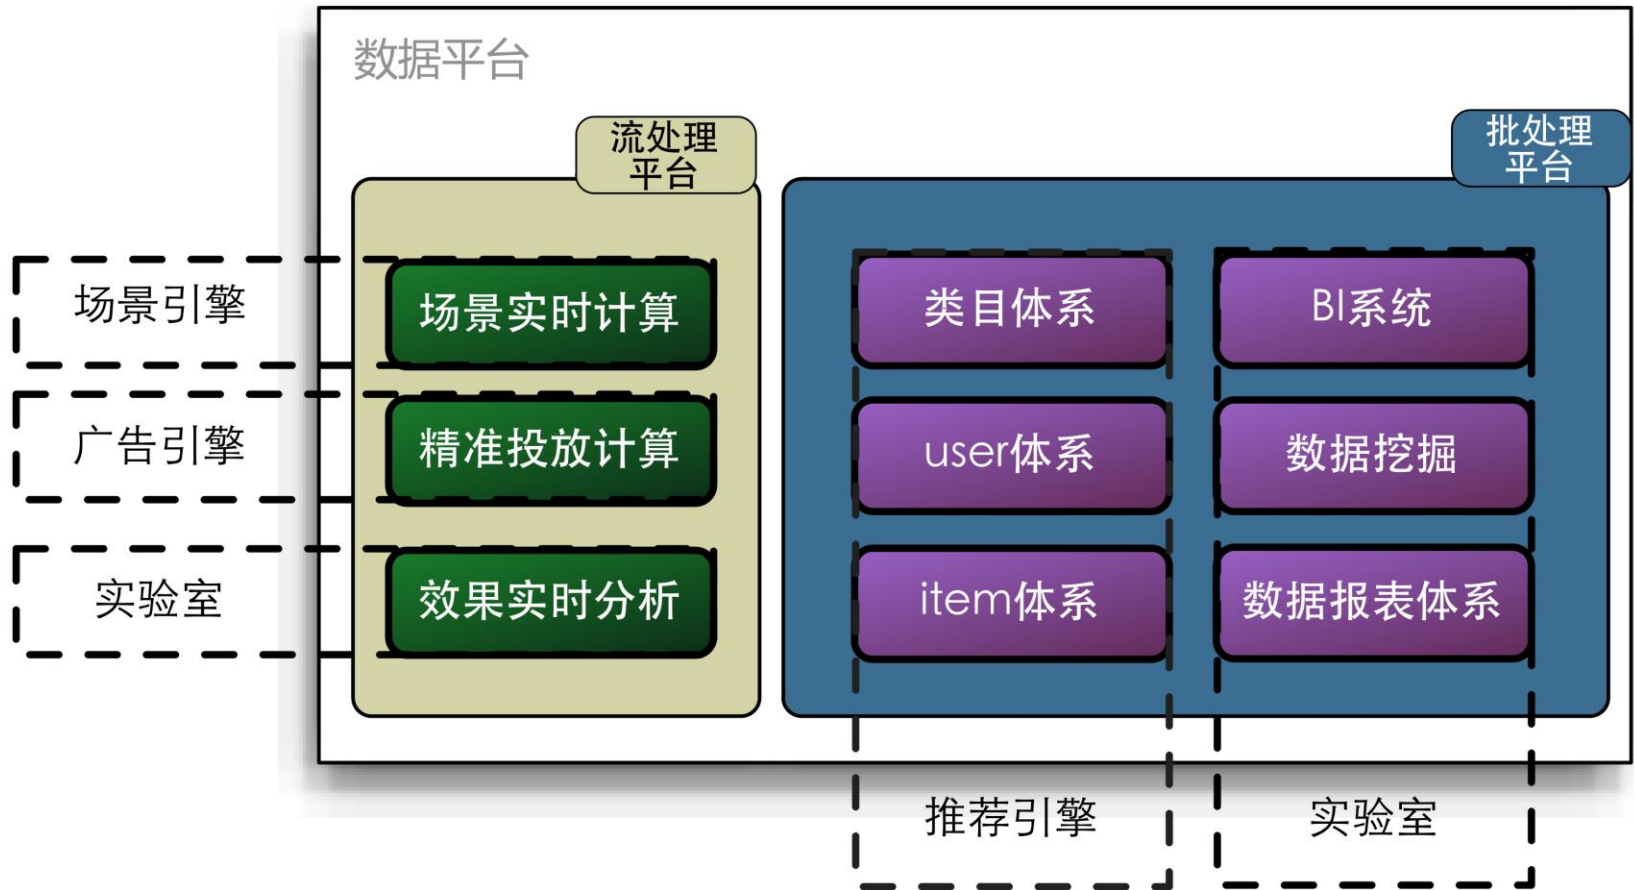 数据平台
流处理
平台
批处理
平台
场景引擎
场景实时计算
类目体系
BI系统
广告引擎
精准投放计算
user体系
数据挖掘
实验室
效果实时分析
item体系
数据报表体系
推荐引擎
实验室